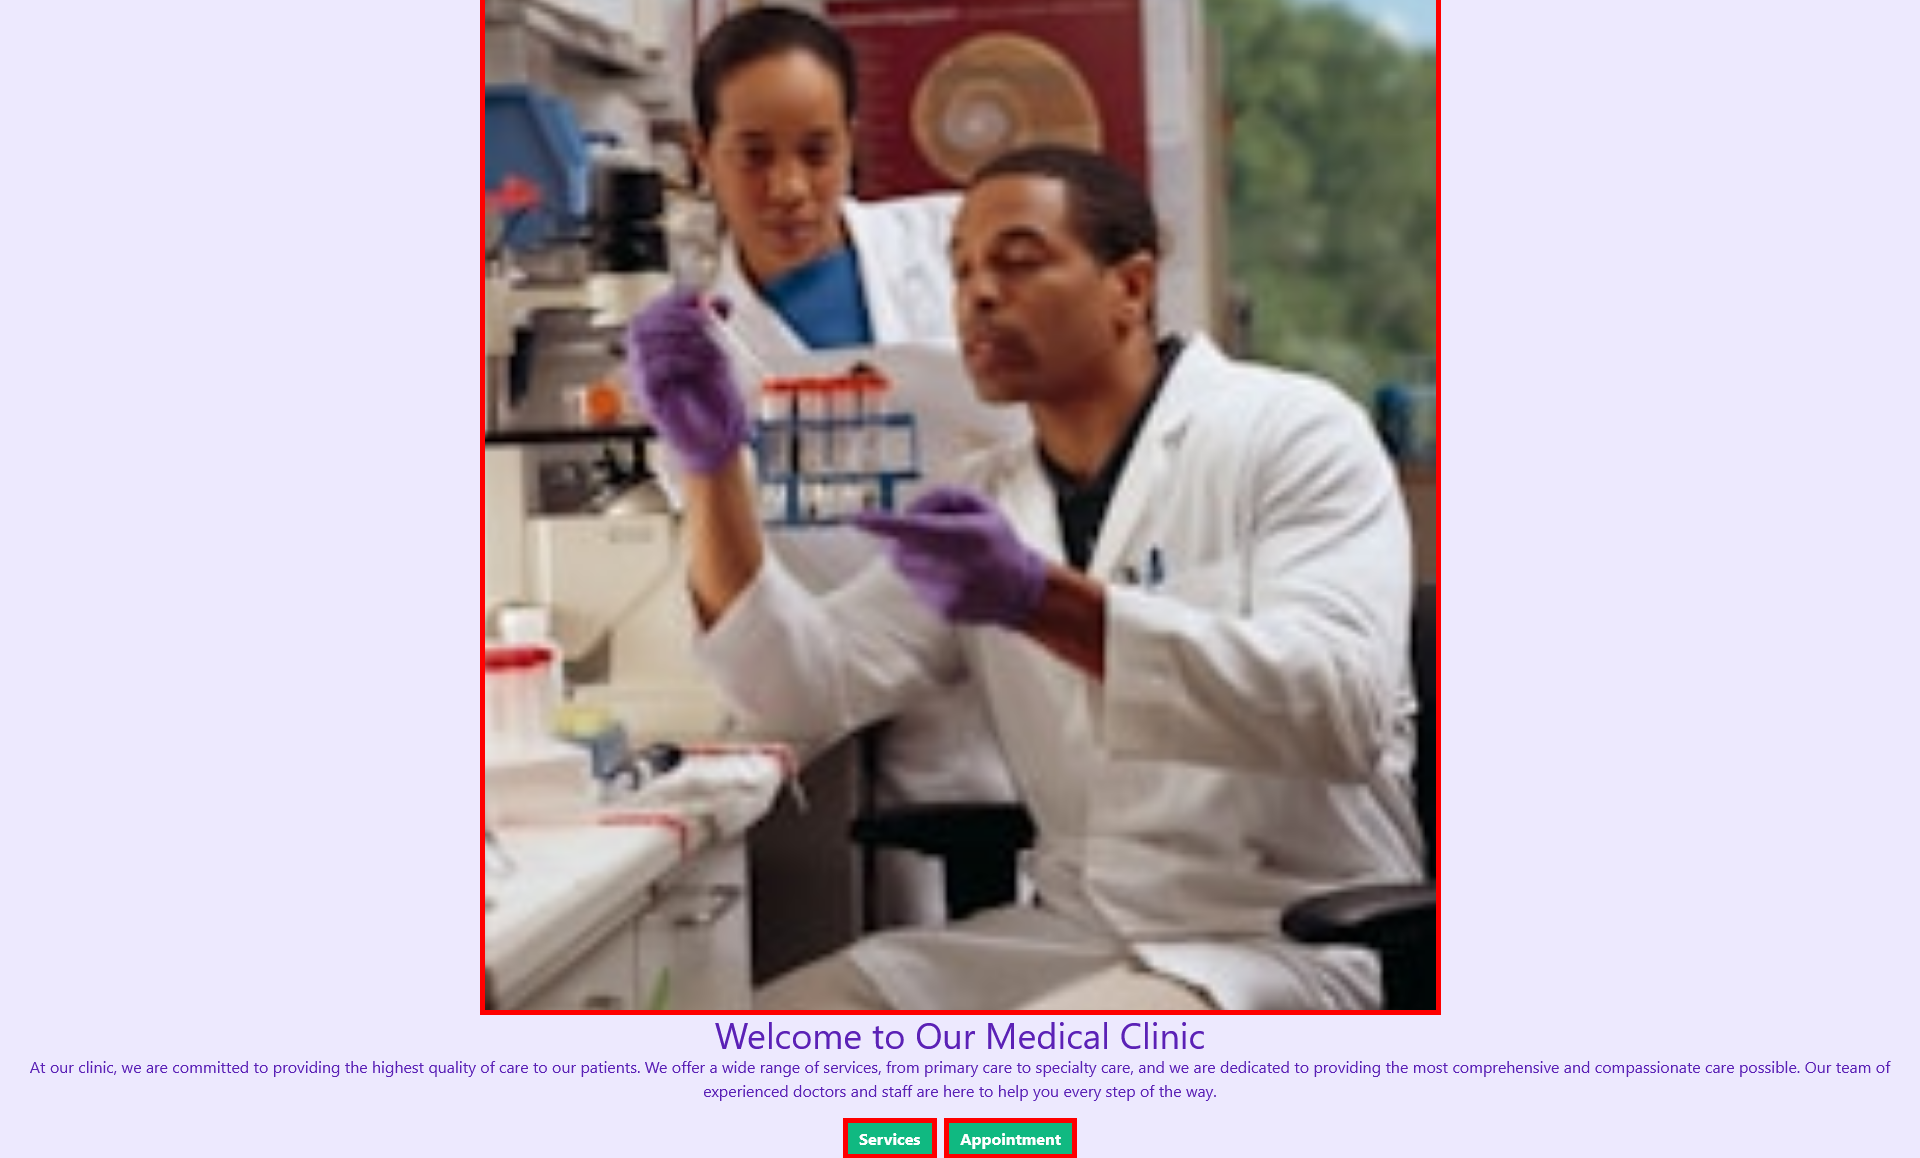 Welcome to Our Medical Clinic
At our clinic, we are committed to providing the highest quality of care to our patients. We offer a wide range of services, from primary care to specialty care, and we are dedicated to providing the most comprehensive and compassionate care possible. Our team of
experienced doctors and staff are here to help you every step of the way.
Services
Appointment